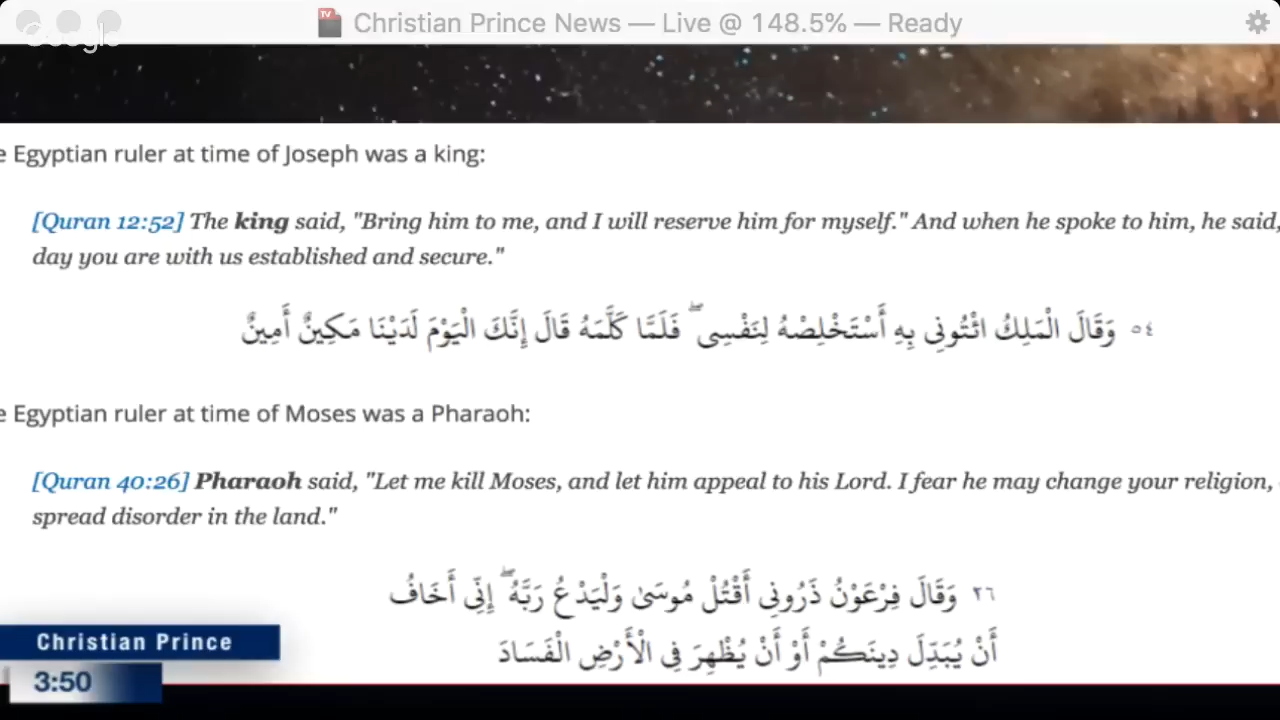 Christian Prince News — Live @ 148.5% — Ready
Google
e Egyptian ruler at time of Joseph was a king:
[Quran 12:52] The king said, "Bring him to me, and I will reserve him for myself." And when he spoke to him, he said,
day you are with us established and secure."
٥٤ وَقَالَ الْمَلِكُ ائْتُونِى بِهِ أَسْتَخْلِصْهُ لِنَفْسِى ۖ فَلَمَّا كَلَّمَهُ قَالَ إِنَّكَ الْيَوْمَ لَدَيْنَا مَكِينٌ أَمِينٌ
e Egyptian ruler at time of Moses was a Pharaoh:
[Quran 40:26] Pharaoh said, "Let me kill Moses, and let him appeal to his Lord. I fear he may change your religion,
spread disorder in the land."
٢٦ وَقَالَ فِرْعَوْنُ ذَرُونِى أَقْتُلْ مُوسَىٰ وَلْيَدْعُ رَبَّهُ ۖ إِنِّى أَخَافُ
أَنْ يُبَدِّلَ دِينَكُمْ أَوْ أَنْ يُظْهِرَ فِى الْأَرْضِ الْفَسَادَ
Christian Prince
3:50